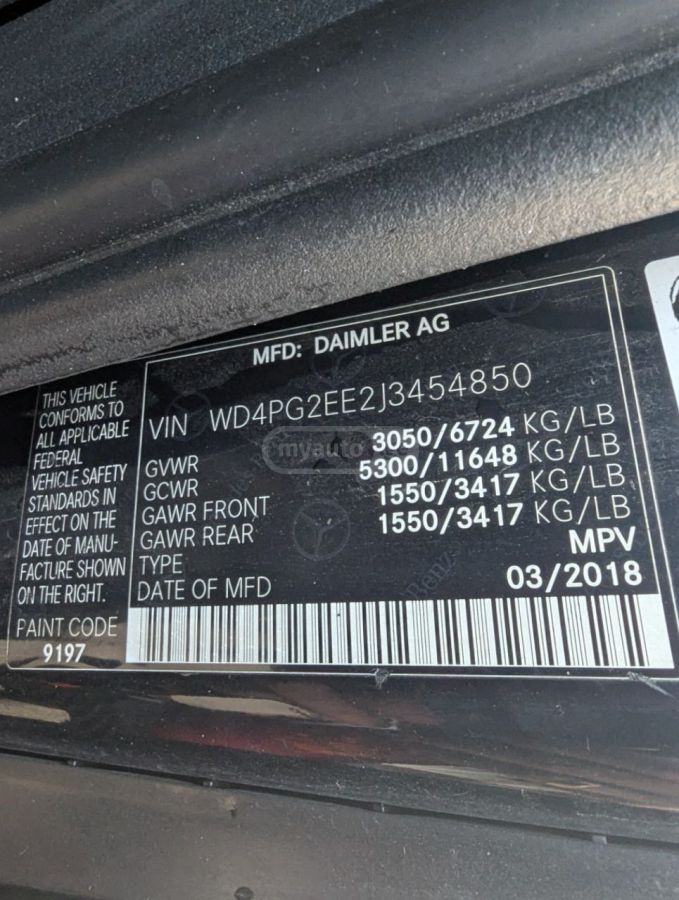 MFD: DAIMLER AG
THIS VEHICLE
CONFORMS TO
ALL APPLICABLE
FEDERAL
VEHICLE SAFETY
STANDARDS IN
EFFECT ON THE
DATE OF MANU-
FACTURE SHOWN
ON THE RIGHT.
PAINT CODE
9197
VIN WD4PG2EE2J3454850
GVWR 3050/6724 KG/LB
GCWR 5300/11648 KG/LB
GAWR FRONT 1550/3417 KG/LB
GAWR REAR 1550/3417 KG/LB
TYPE MPV
DATE OF MFD 03/2018
myauto
Benz